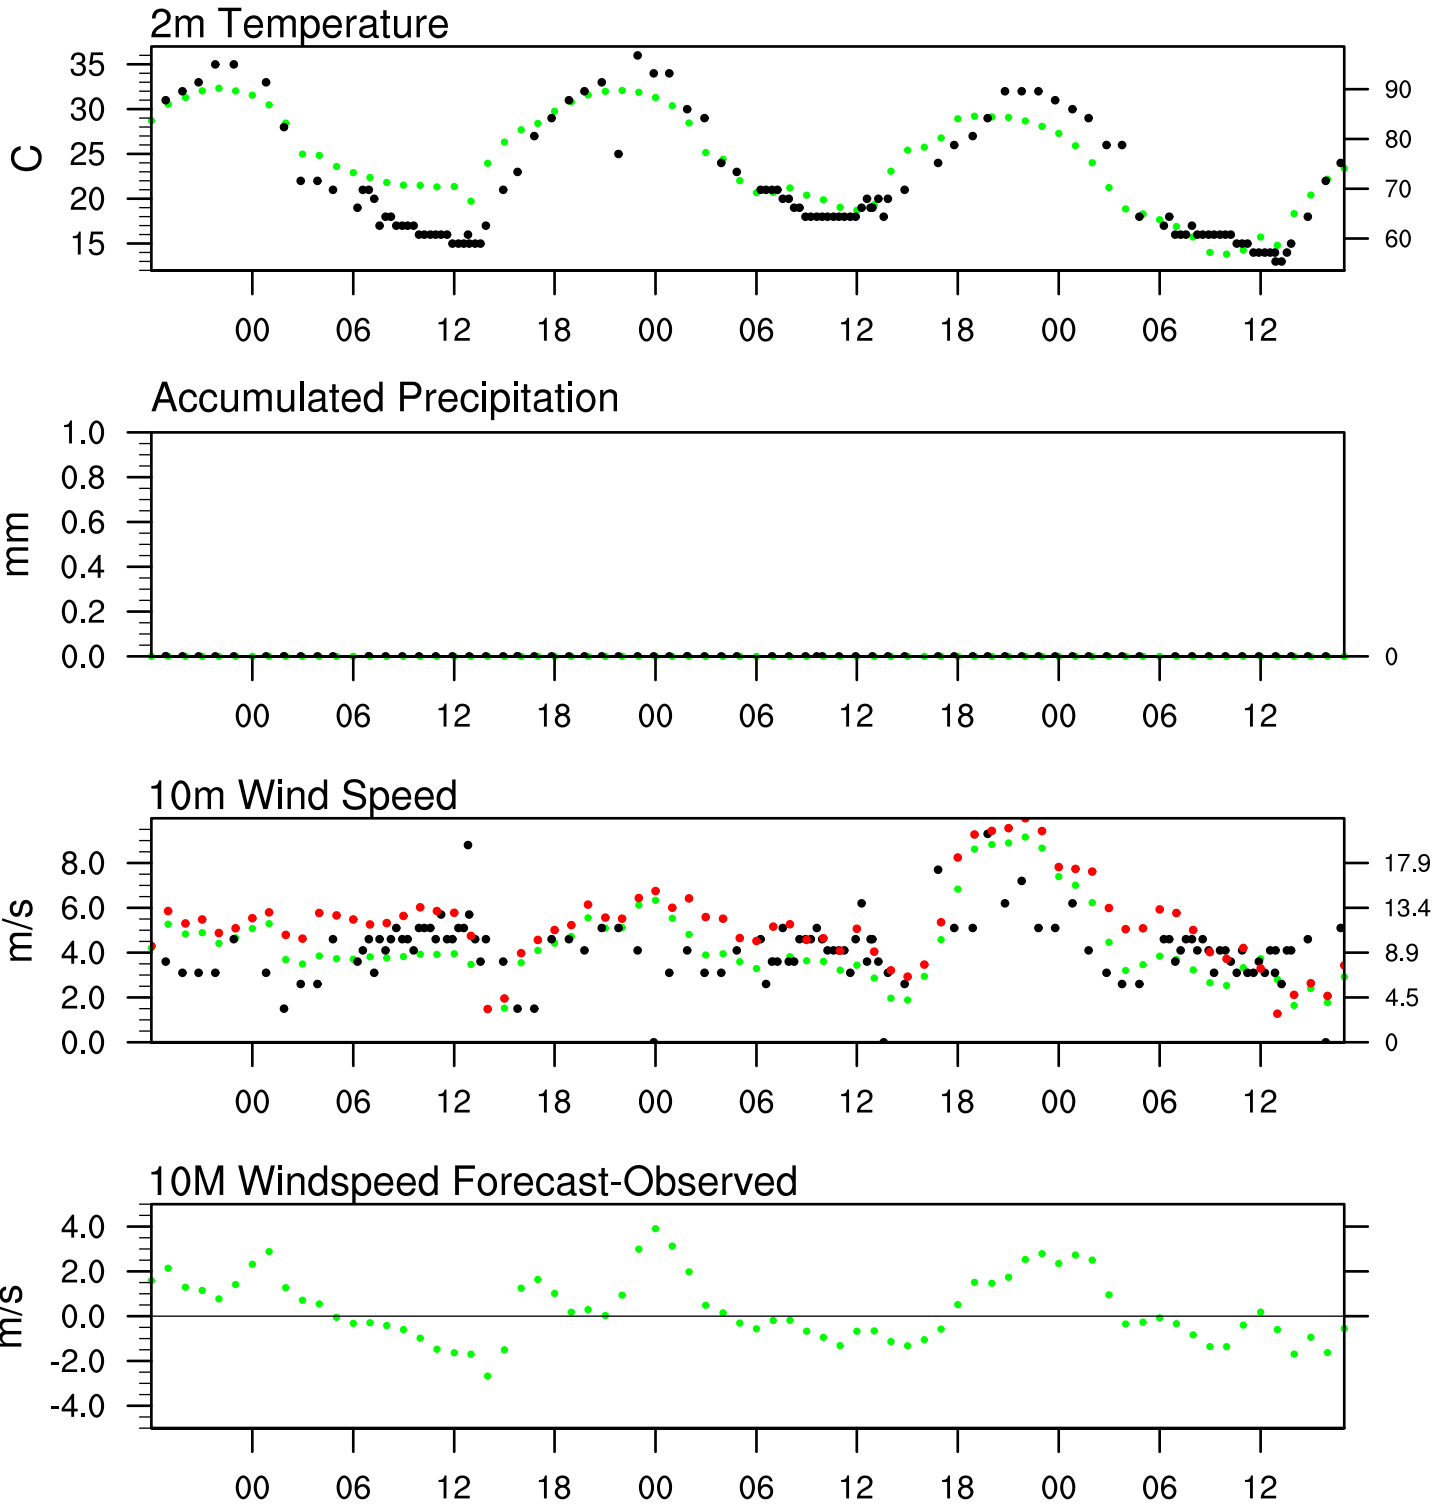 2m Temperature
35
30
25
20
15
C
90
80
70
60
00 06 12 18 00 06 12 18 00 06 12
Accumulated Precipitation
1.0
0.8
0.6
0.4
0.2
0.0
mm
0
00 06 12 18 00 06 12 18 00 06 12
10m Wind Speed
8.0
6.0
4.0
2.0
0.0
m/s
17.9
13.4
8.9
4.5
0
00 06 12 18 00 06 12 18 00 06 12
10M Windspeed Forecast-Observed
4.0
2.0
0.0
-2.0
-4.0
m/s
00 06 12 18 00 06 12 18 00 06 12